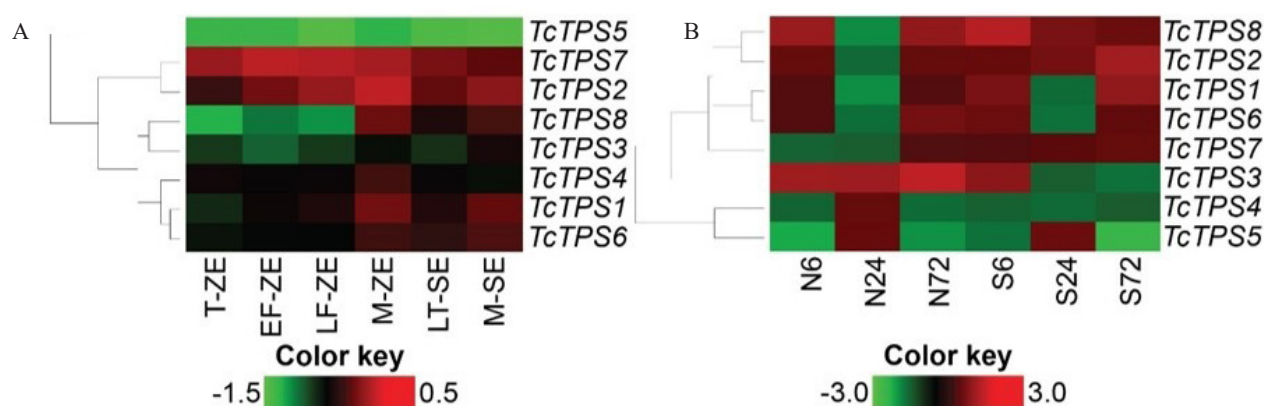 A
TcTPS5
TcTPS7
TcTPS2
TcTPS8
TcTPS3
TcTPS4
TcTPS1
TcTPS6
T-ZE
EF-ZE
LF-ZE
M-ZE
LT-SE
M-SE
Color key
-1.5 0.5
B
TcTPS8
TcTPS2
TcTPS1
TcTPS6
TcTPS7
TcTPS3
TcTPS4
TcTPS5
N6
N24
N72
S6
S24
S72
Color key
-3.0 3.0